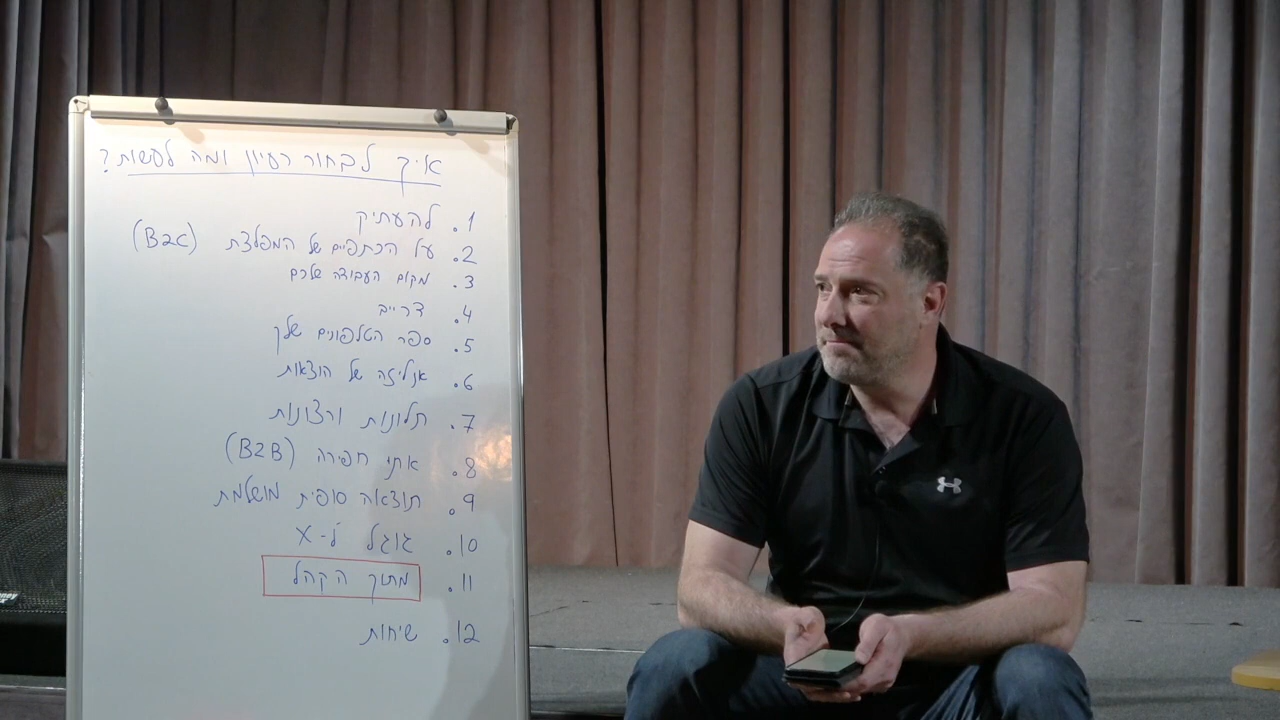 איך לבחור רעיון ומה לעשות?
1. להעתיק
2. על הכתפיים של המפלצת (B2C)
3. מקום העבודה שלכם
4. דרייב
5. ספר הטלפונים שלך
6. אנליזה של הוצאות
7. תלונות ורצונות
8. אתי חפירה (B2B)
9. תוצאה סופית מושלמת
10. גוגל ל-X
11. מתוך הקהל
12. שיחות